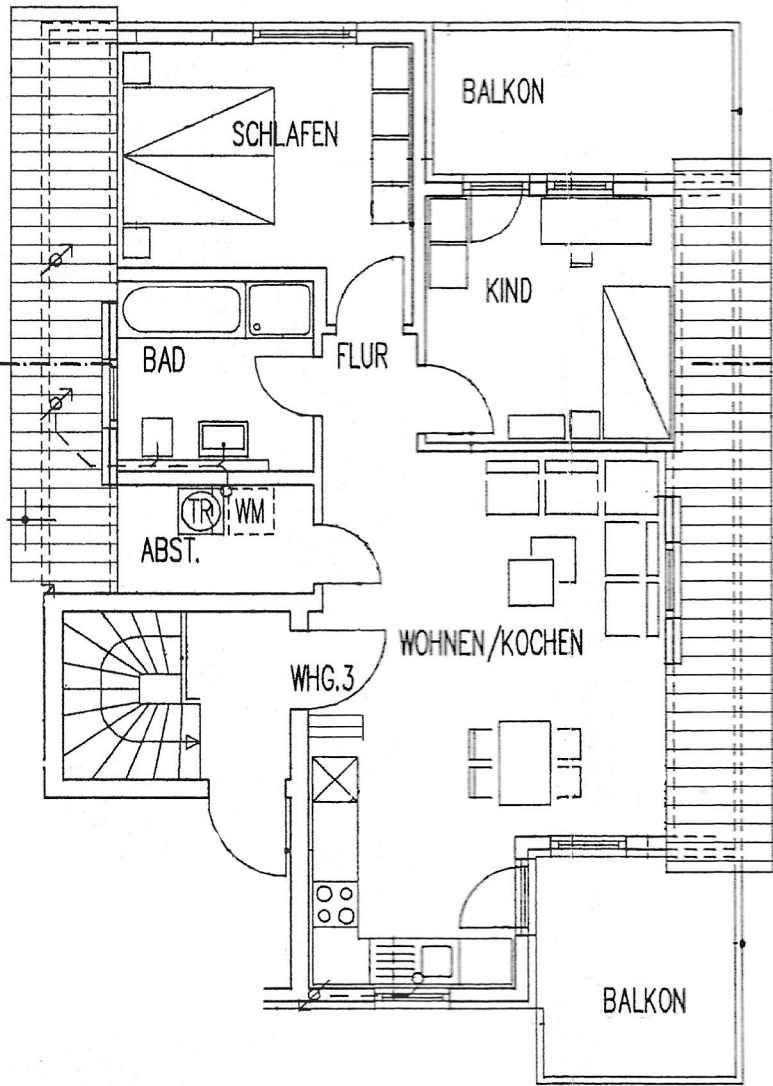 BALKON
SCHLAFEN
KIND
BAD
FLUR
TR WM
ABST.
WOHNEN/KOCHEN
WHG.3
BALKON